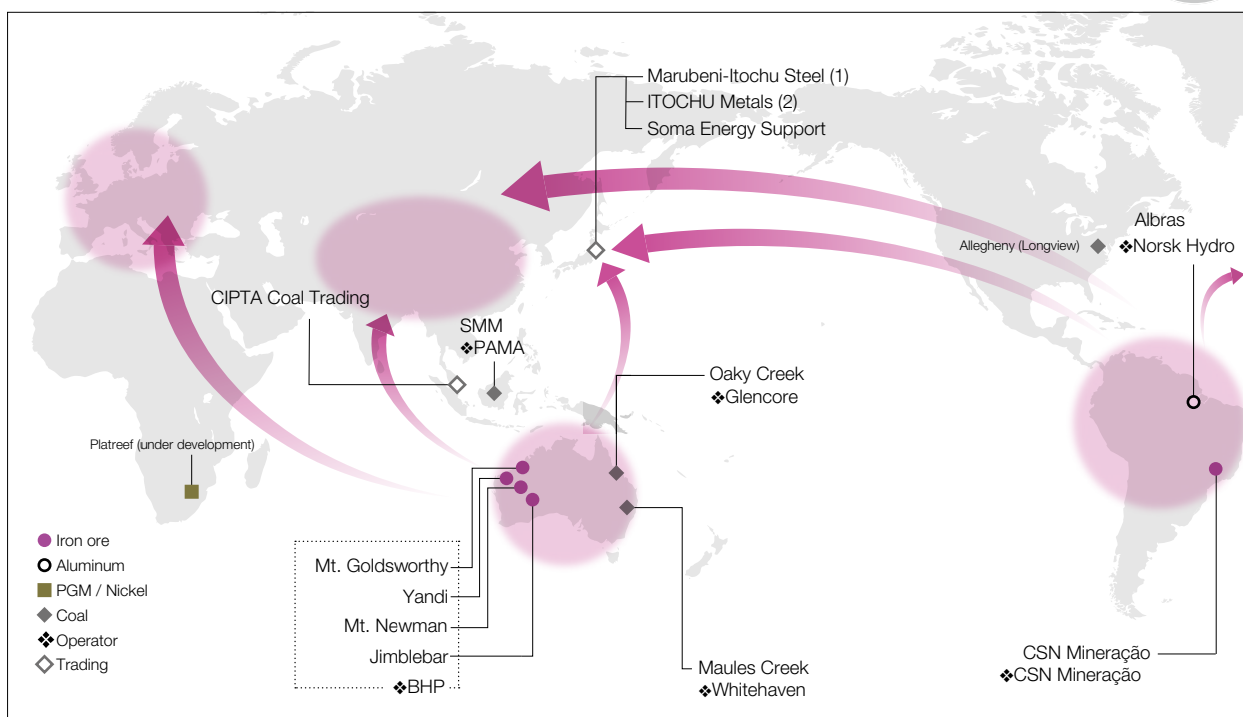 Marubeni-Itochu Steel (1)
ITOCHU Metals (2)
Soma Energy Support
Albras
❖Norsk Hydro
Allegheny (Longview)
CIPTA Coal Trading
SMM
❖PAMA
Oaky Creek
❖Glencore
Platreef (under development)
Iron ore
Aluminum
PGM / Nickel
Coal
❖Operator
Trading
Mt. Goldsworthy
Yandi
Mt. Newman
Jimblebar
❖BHP
Maules Creek
❖Whitehaven
CSN Mineração
❖CSN Mineração